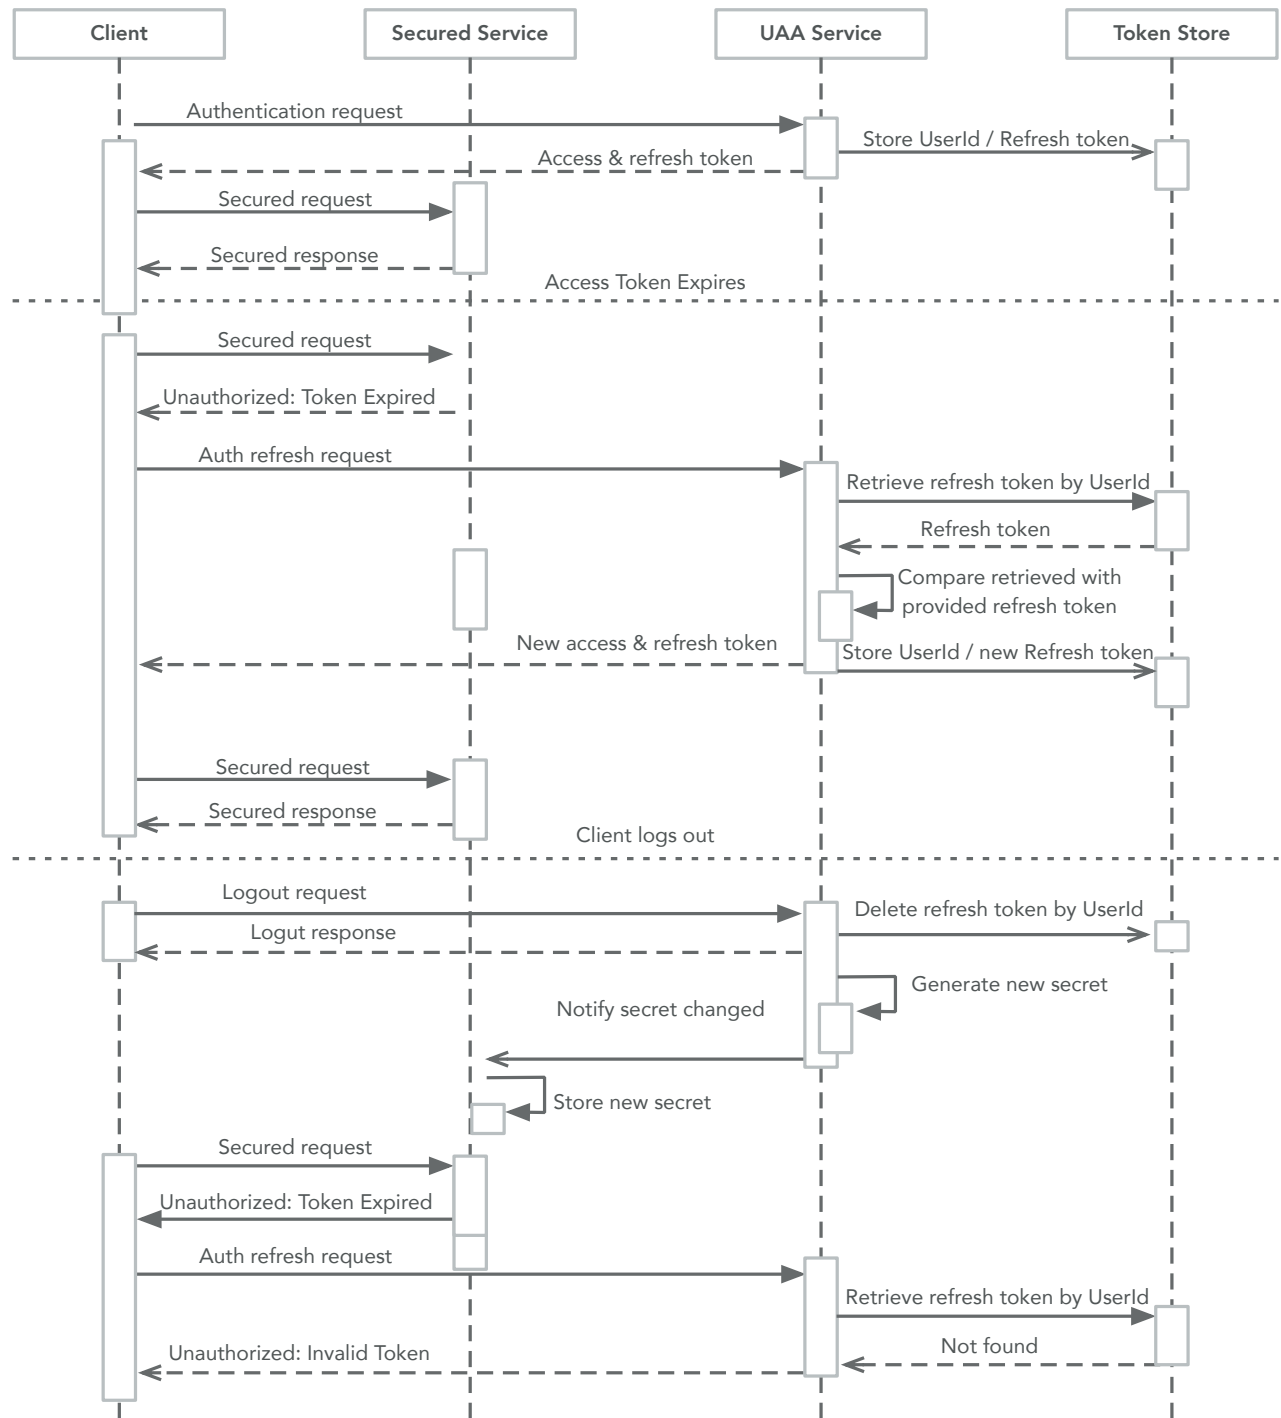 Client
Secured Service
UAA Service
Token Store
Authentication request
Store UserId / Refresh token
Access & refresh token
Secured request
Secured response
Access Token Expires
Secured request
Unauthorized: Token Expired
Auth refresh request
Retrieve refresh token by UserId
Refresh token
Compare retrieved with
provided refresh token
New access & refresh token
Store UserId / new Refresh token
Secured request
Secured response
Client logs out
Logout request
Delete refresh token by UserId
Logut response
Generate new secret
Notify secret changed
Store new secret
Secured request
Unauthorized: Token Expired
Auth refresh request
Retrieve refresh token by UserId
Not found
Unauthorized: Invalid Token